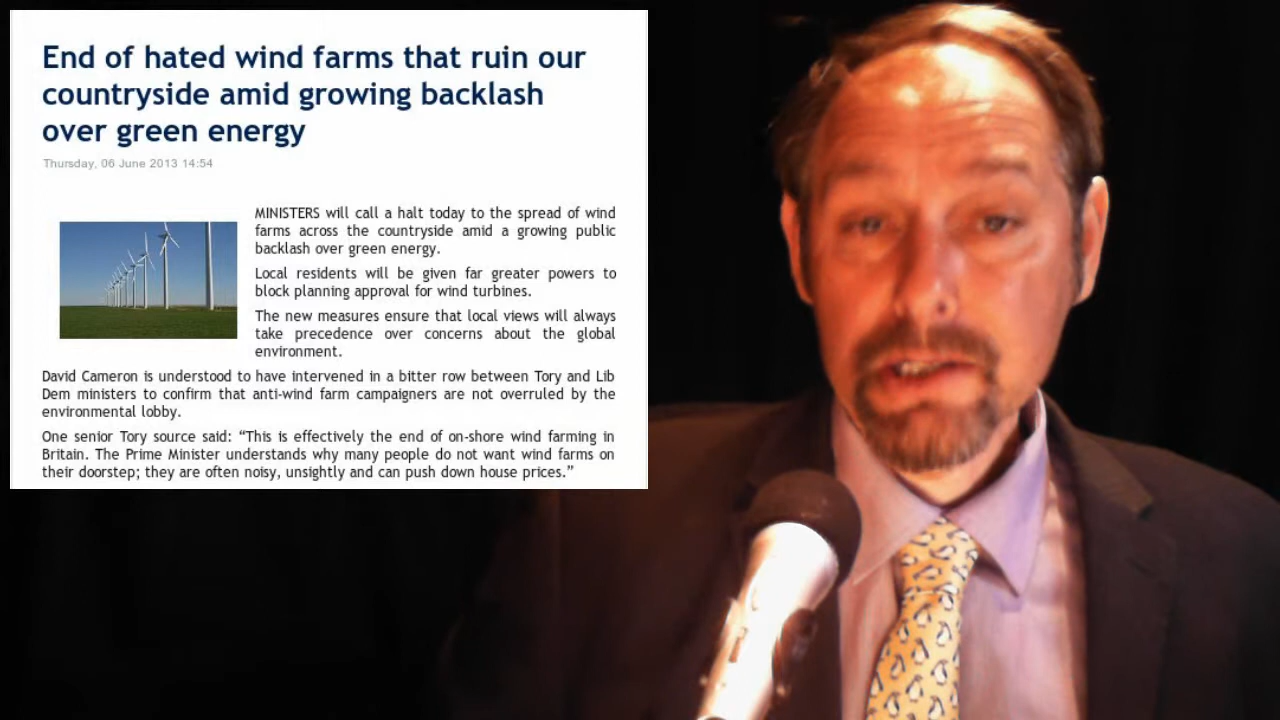 End of hated wind farms that ruin our
countryside amid growing backlash
over green energy
Thursday, 06 June 2013 14:54
MINISTERS will call a halt today to the spread of wind
farms across the countryside amid a growing public
backlash over green energy.
Local residents will be given far greater powers to
block planning approval for wind turbines.
The new measures ensure that local views will always
take precedence over concerns about the global
environment.
David Cameron is understood to have intervened in a bitter row between Tory and Lib
Dem ministers to confirm that anti-wind farm campaigners are not overruled by the
environmental lobby.
One senior Tory source said: “This is effectively the end of on-shore wind farming in
Britain. The Prime Minister understands why many people do not want wind farms on
their doorstep; they are often noisy, unsightly and can push down house prices.”